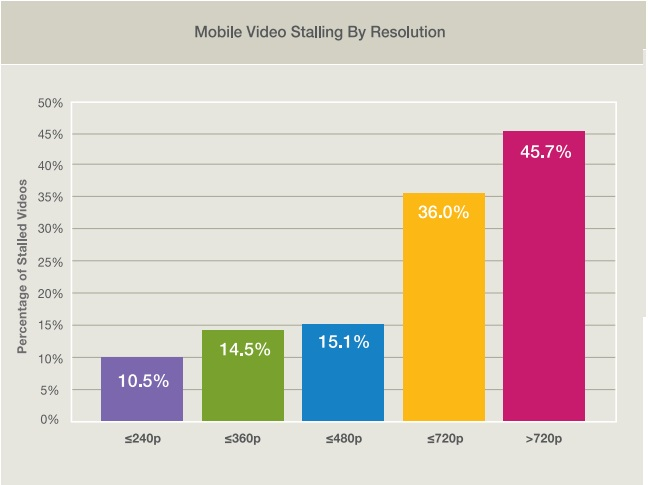 Mobile Video Stalling By Resolution
Percentage of Stalled Videos
50%
45%
40%
35%
30%
25%
20%
15%
10%
5%
0%
10.5%
14.5%
15.1%
36.0%
45.7%
≤240p
≤360p
≤480p
≤720p
>720p